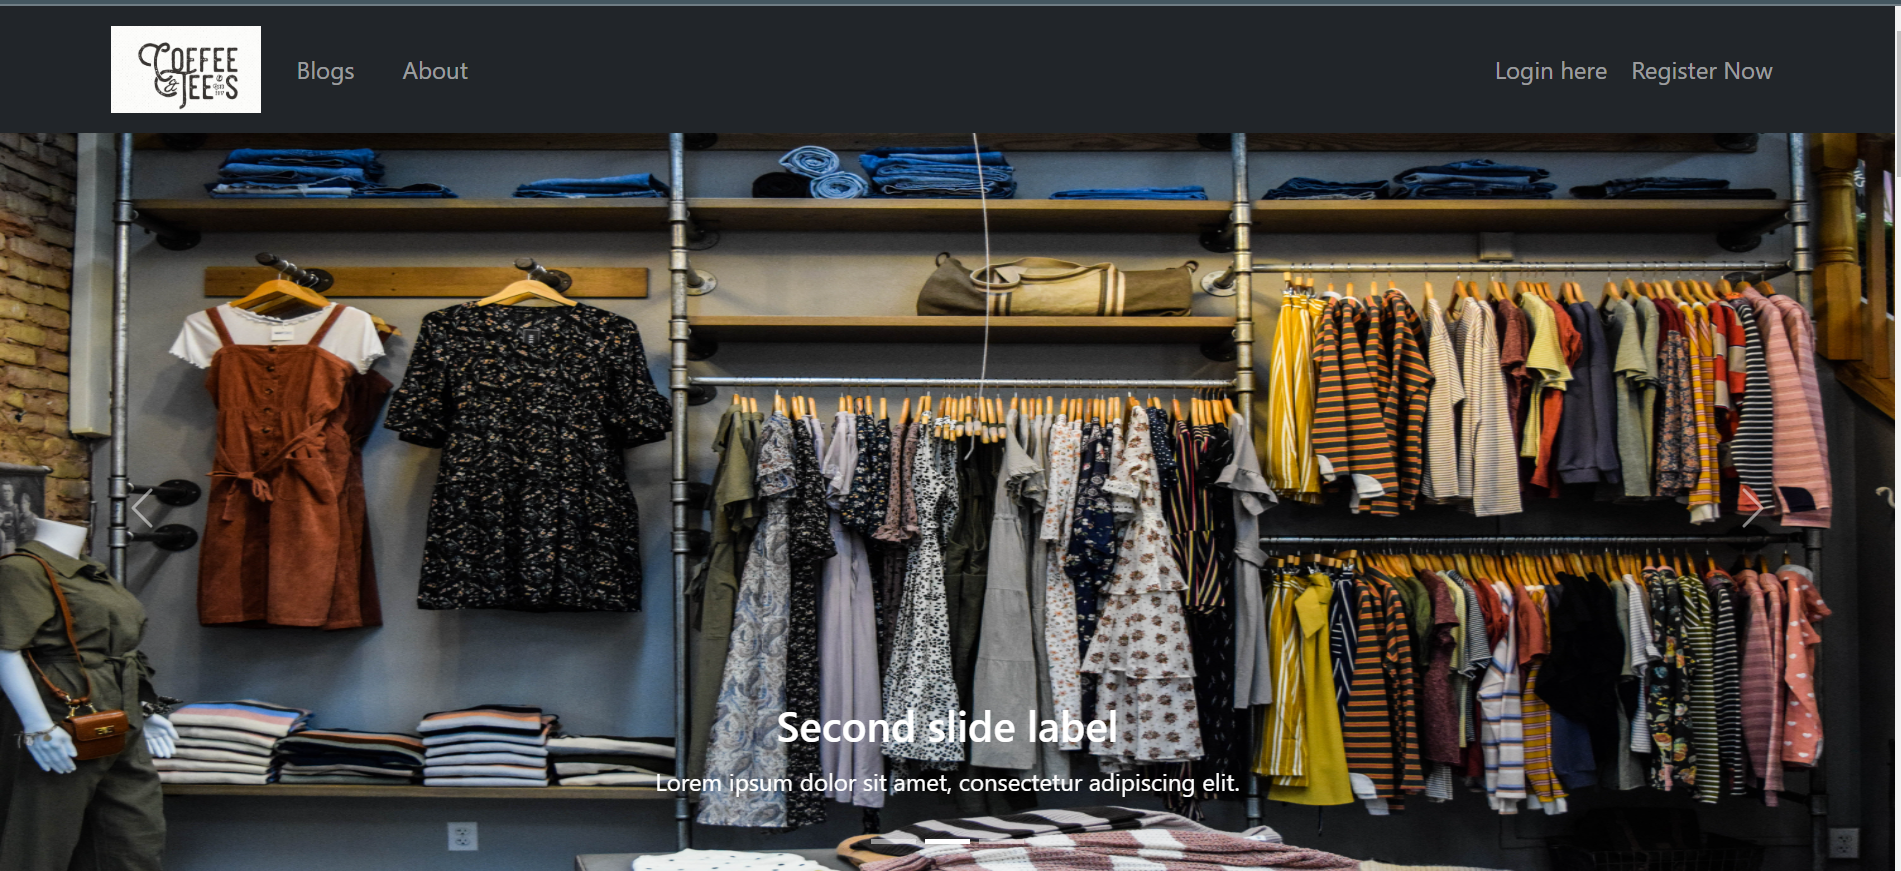 COFFEE
& TEE'S
Blogs
About
Login here
Register Now
Second slide label
Lorem ipsum dolor sit amet, consectetur adipiscing elit.